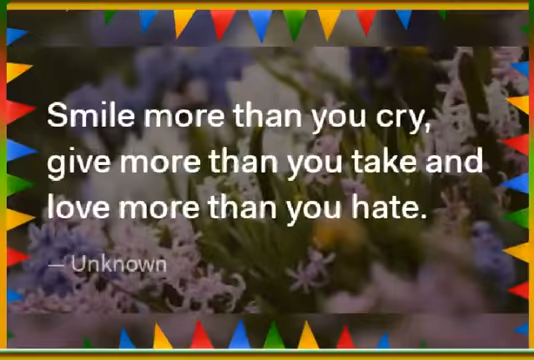 Smile more than you cry,
give more than you take and
love more than you hate.
— Unknown